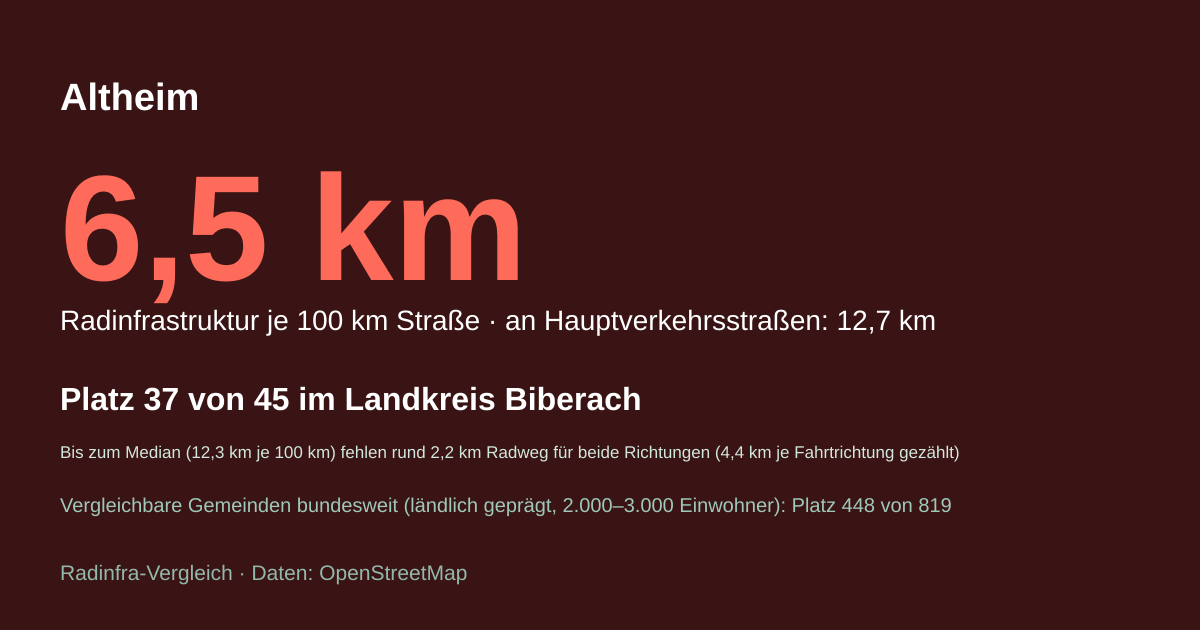 Altheim
6,5 km
Radinfrastruktur je 100 km Straße · an Hauptverkehrsstraßen: 12,7 km
Platz 37 von 45 im Landkreis Biberach
Bis zum Median (12,3 km je 100 km) fehlen rund 2,2 km Radweg für beide Richtungen (4,4 km je Fahrtrichtung gezählt)
Vergleichbare Gemeinden bundesweit (ländlich geprägt, 2.000–3.000 Einwohner): Platz 448 von 819
Radinfra-Vergleich · Daten: OpenStreetMap